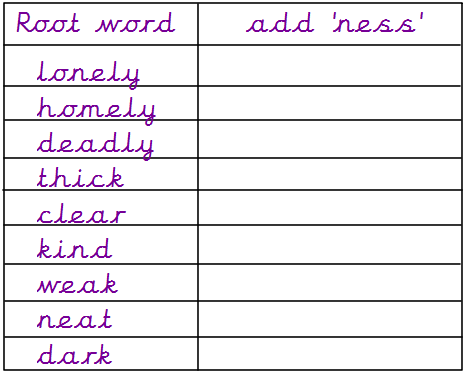 Root word add 'ness'
lonely
homely
deadly
thick
clear
kind
weak
neat
dark